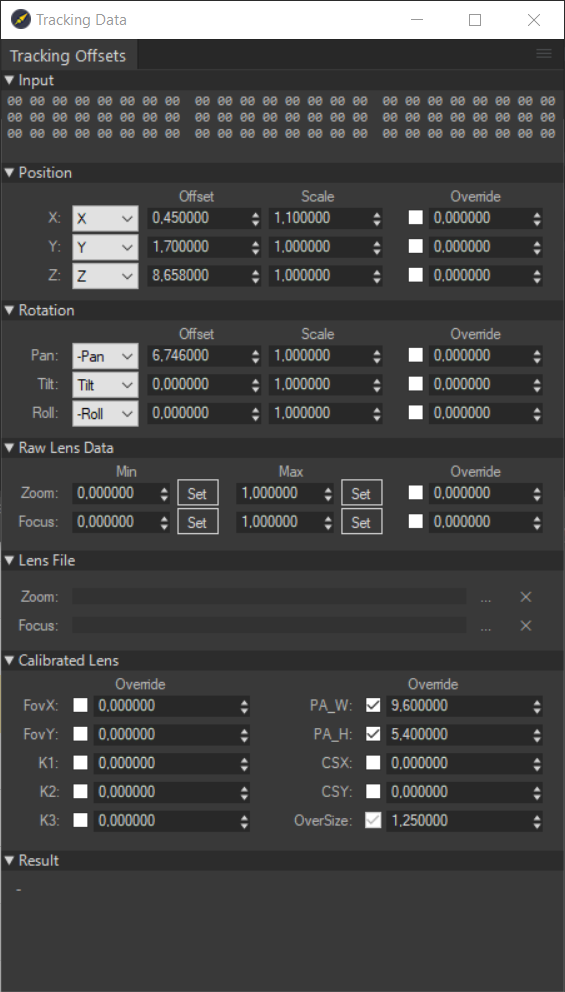 Tracking Data
Tracking Offsets
Input
00 00 00 00 00 00 00 00 00 00 00 00 00 00 00 00 00 00 00 00 00 00 00 00
00 00 00 00 00 00 00 00 00 00 00 00 00 00 00 00 00 00 00 00 00 00 00 00
00 00 00 00 00 00 00 00 00 00 00 00 00 00 00 00 00 00 00 00 00 00 00 00
Position
Offset Scale Override
X: X 0,450000 1,100000 0,000000
Y: Y 1,700000 1,000000 0,000000
Z: Z 8,658000 1,000000 0,000000
Rotation
Offset Scale Override
Pan: -Pan 6,746000 1,000000 0,000000
Tilt: Tilt 0,000000 1,000000 0,000000
Roll: -Roll 0,000000 1,000000 0,000000
Raw Lens Data
Min Max Override
Zoom: 0,000000 Set 1,000000 Set 0,000000
Focus: 0,000000 Set 1,000000 Set 0,000000
Lens File
Zoom: ...
Focus: ...
Calibrated Lens
Override Override
FovX: 0,000000 PA_W: 9,600000
FovY: 0,000000 PA_H: 5,400000
K1: 0,000000 CSX: 0,000000
K2: 0,000000 CSY: 0,000000
K3: 0,000000 OverSize: 1,250000
Result
-